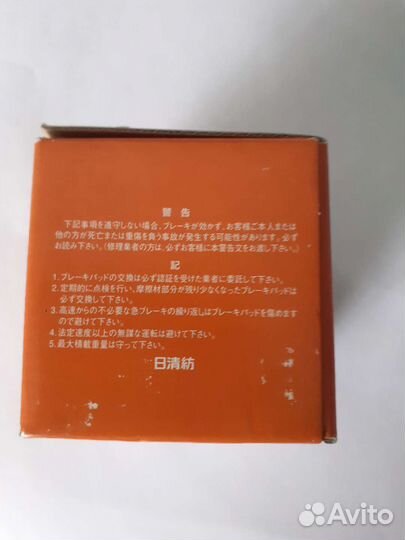 警告
下記事項を遵守しない場合、ブレーキが効かず、お客様ご本人または
他の方が死亡または重傷を負う事故が発生する可能性があります。必ず
お読み下さい。(修理業者の方は、必ずお客様に本警告文をお渡し下さい。)
記
1. ブレーキパッドの交換は必ず認証を受けた業者に委託して下さい。
2. 定期的に点検を行い、摩擦材部分が残り少なくなったブレーキパッドは
必ず交換して下さい。
3. 高速からの不必要な急ブレーキの繰り返しはブレーキパッドを傷めます
ので避けて下さい。
4. 法定速度以上の無謀な運転は避けて下さい。
5. 最大積載重量は守って下さい。
日清紡
Avito